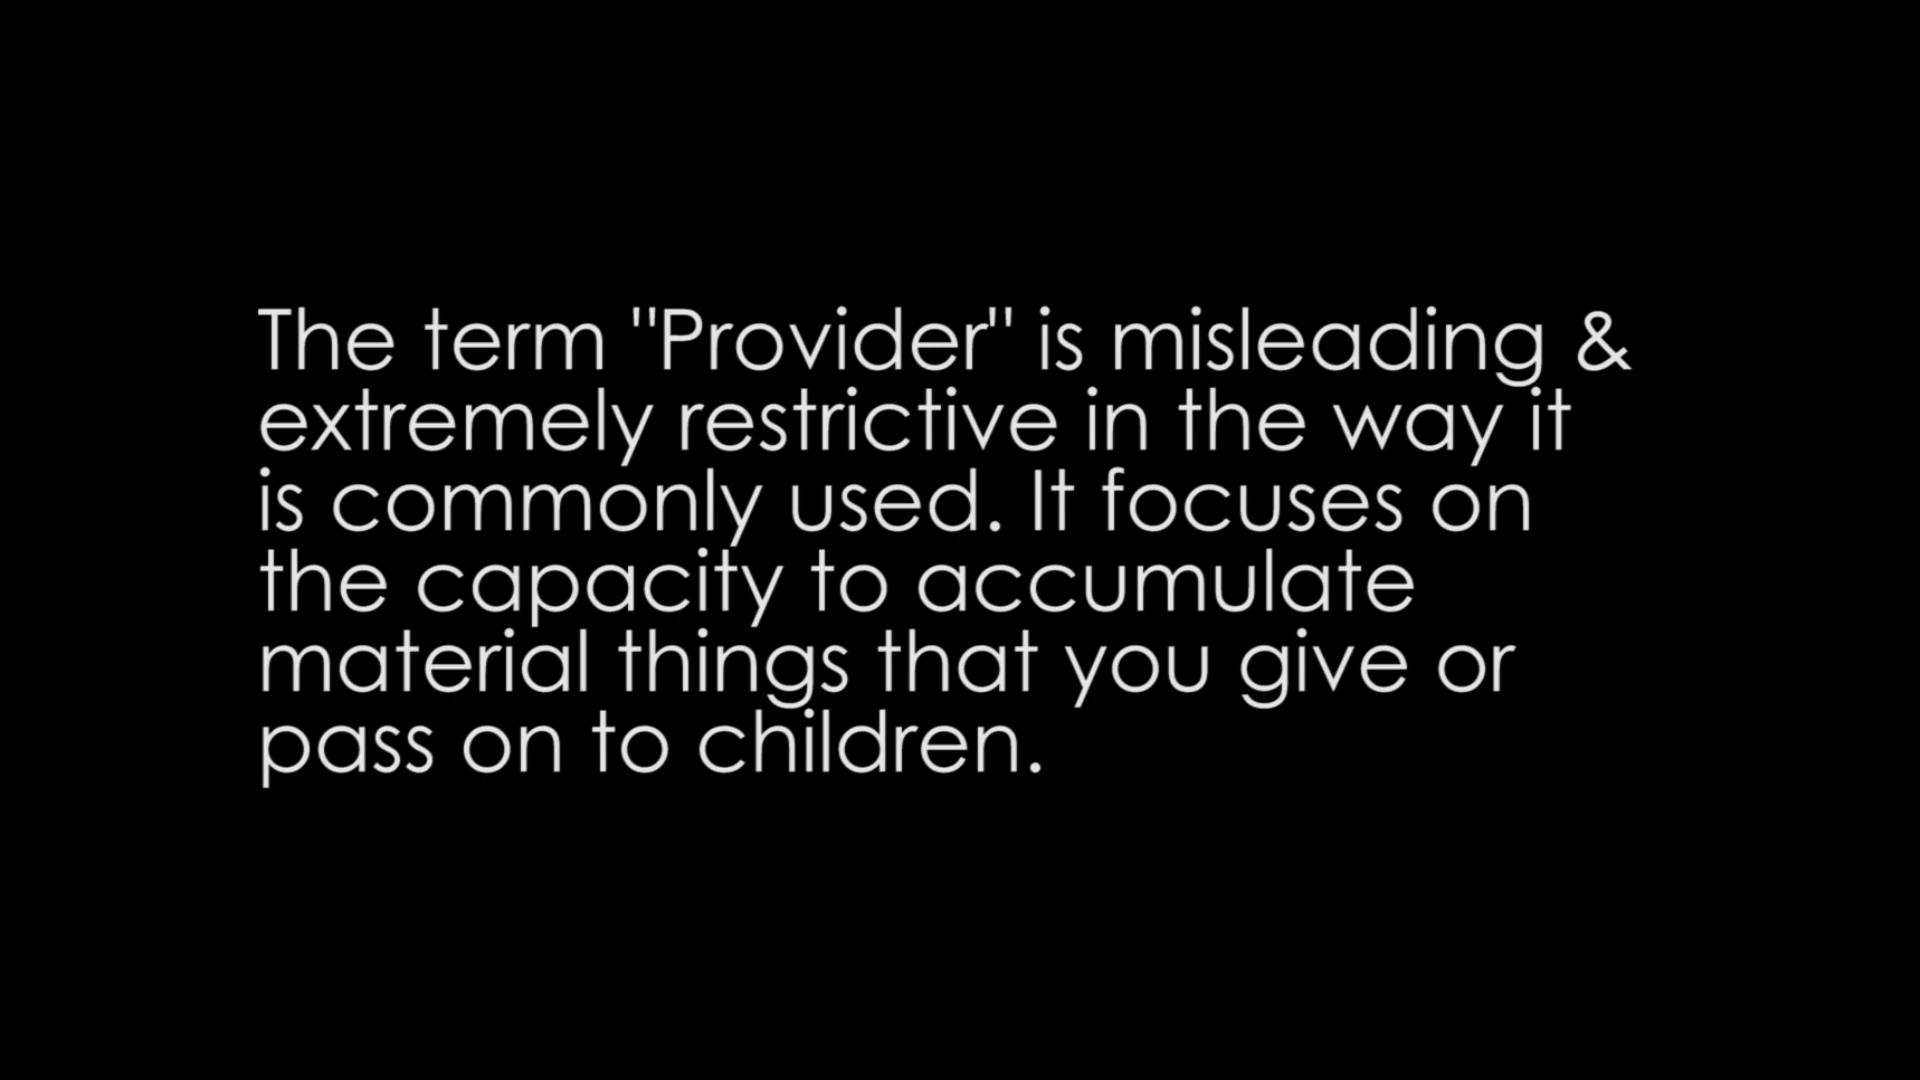 The term "Provider" is misleading &
extremely restrictive in the way it
is commonly used. It focuses on
the capacity to accumulate
material things that you give or
pass on to children.